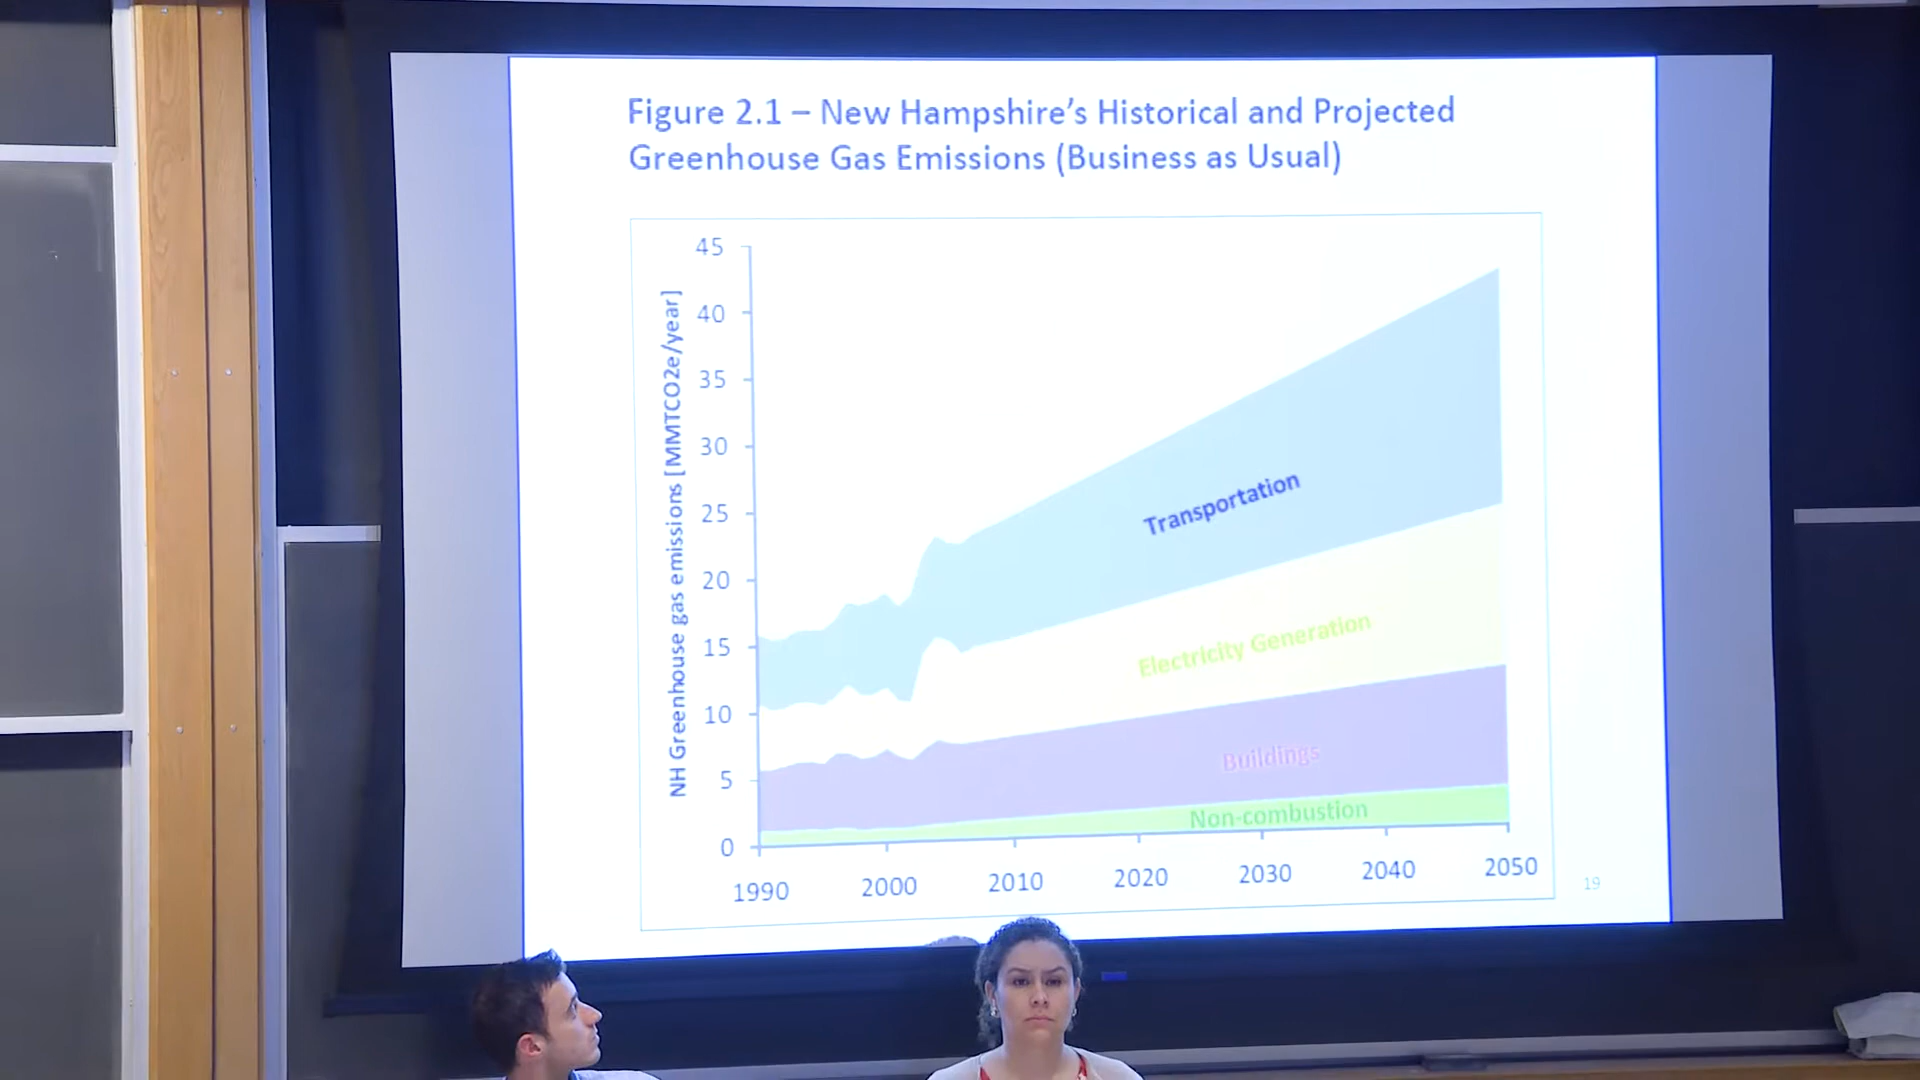 Figure 2.1 – New Hampshire's Historical and Projected
Greenhouse Gas Emissions (Business as Usual)
NH Greenhouse gas emissions [MMTCO2e/year]
45
40
35
30
25
20
15
10
5
0
Transportation
Electricity Generation
Buildings
Non-combustion
1990 2000 2010 2020 2030 2040 2050
19